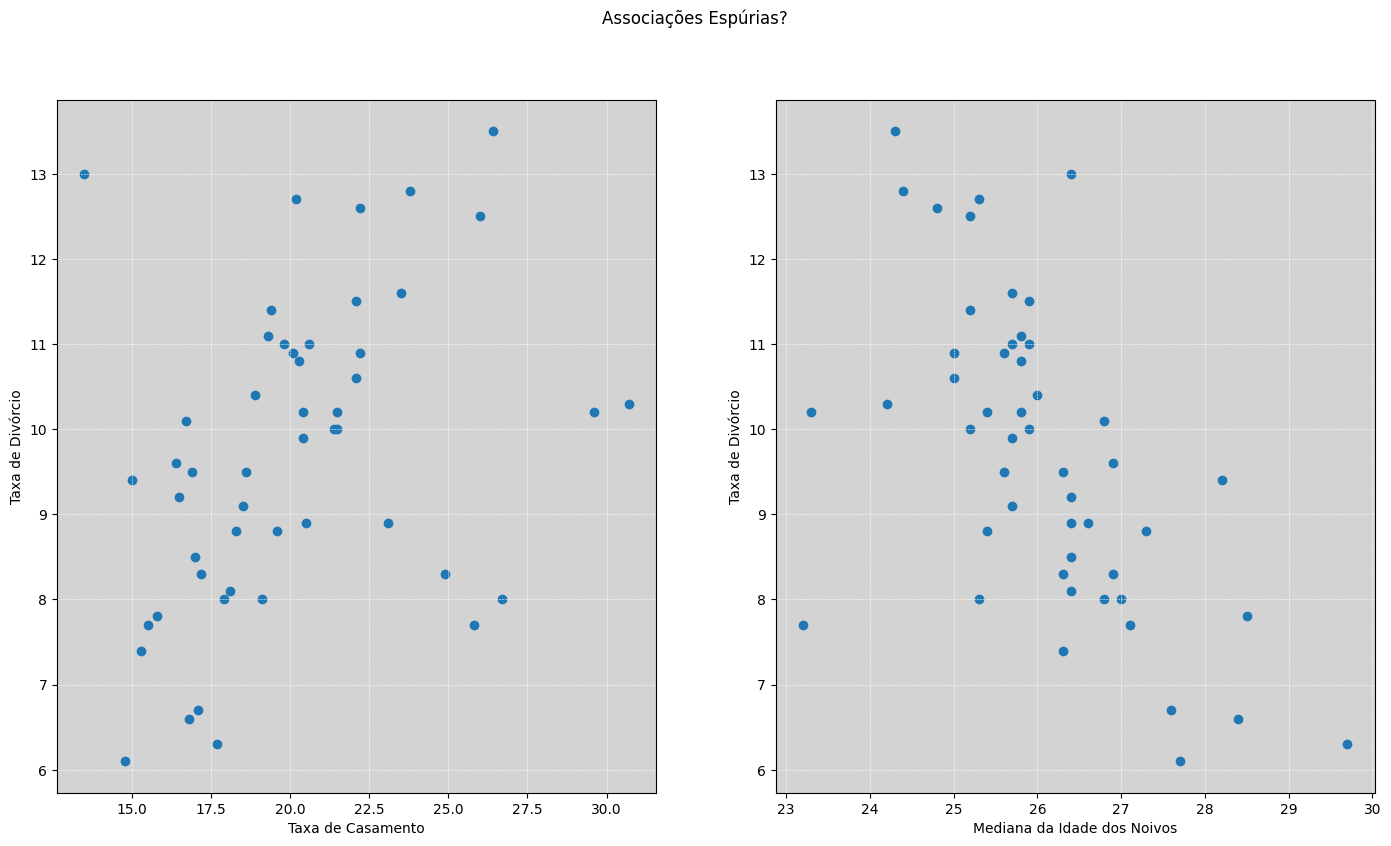 Associações Espúrias?
Taxa de Divórcio
13
12
11
10
9
8
7
6
15.0 17.5 20.0 22.5 25.0 27.5 30.0
Taxa de Casamento
Taxa de Divórcio
13
12
11
10
9
8
7
6
23 24 25 26 27 28 29 30
Mediana da Idade dos Noivos